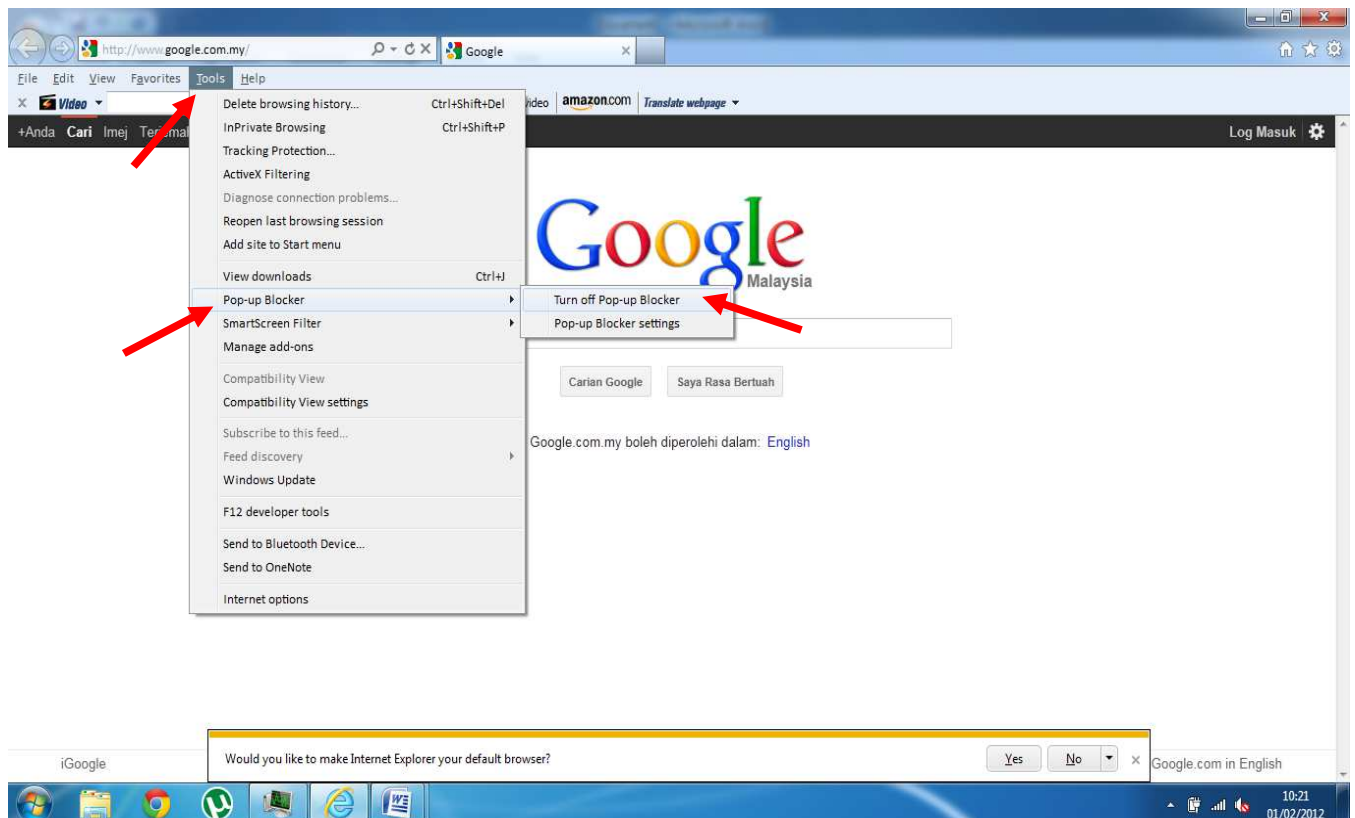 http://www.google.com.my/
Google
File Edit View Favorites Tools Help
Video
ideo amazon.com Translate webpage
+Anda Cari Imej
Log Masuk
Delete browsing history... Ctrl+Shift+Del
InPrivate Browsing Ctrl+Shift+P
Tracking Protection...
ActiveX Filtering
Diagnose connection problems...
Reopen last browsing session
Add site to Start menu
View downloads Ctrl+J
Pop-up Blocker
SmartScreen Filter
Manage add-ons
Compatibility View
Compatibility View settings
Subscribe to this feed...
Feed discovery
Windows Update
F12 developer tools
Send to Bluetooth Device...
Send to OneNote
Internet options
Turn off Pop-up Blocker
Pop-up Blocker settings
Google
Malaysia
Carian Google Saya Rasa Bertuah
Google.com.my boleh diperolehi dalam: English
Would you like to make Internet Explorer your default browser? Yes No
iGoogle
Google.com in English
10:21
01/02/2012